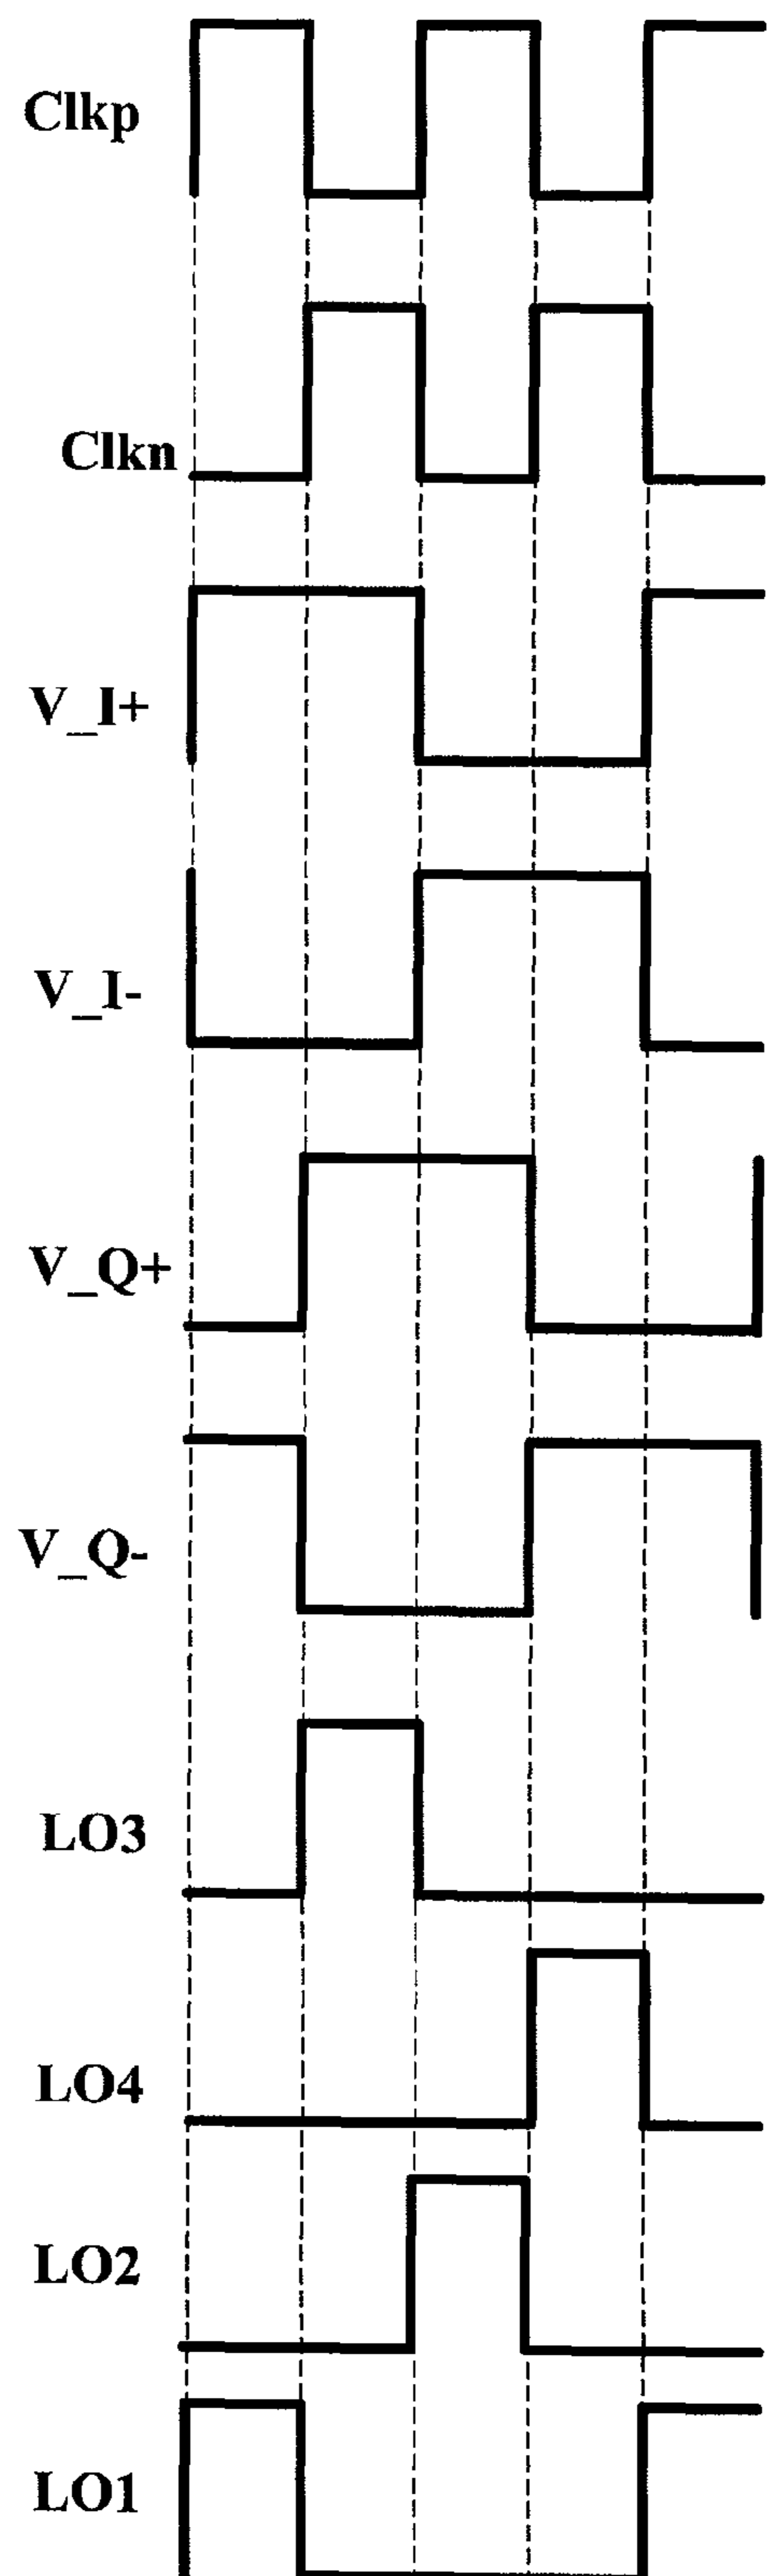 Clkp
Clkn
V_I+
V_I-
V_Q+
V_Q-
LO3
LO4
LO2
LO1